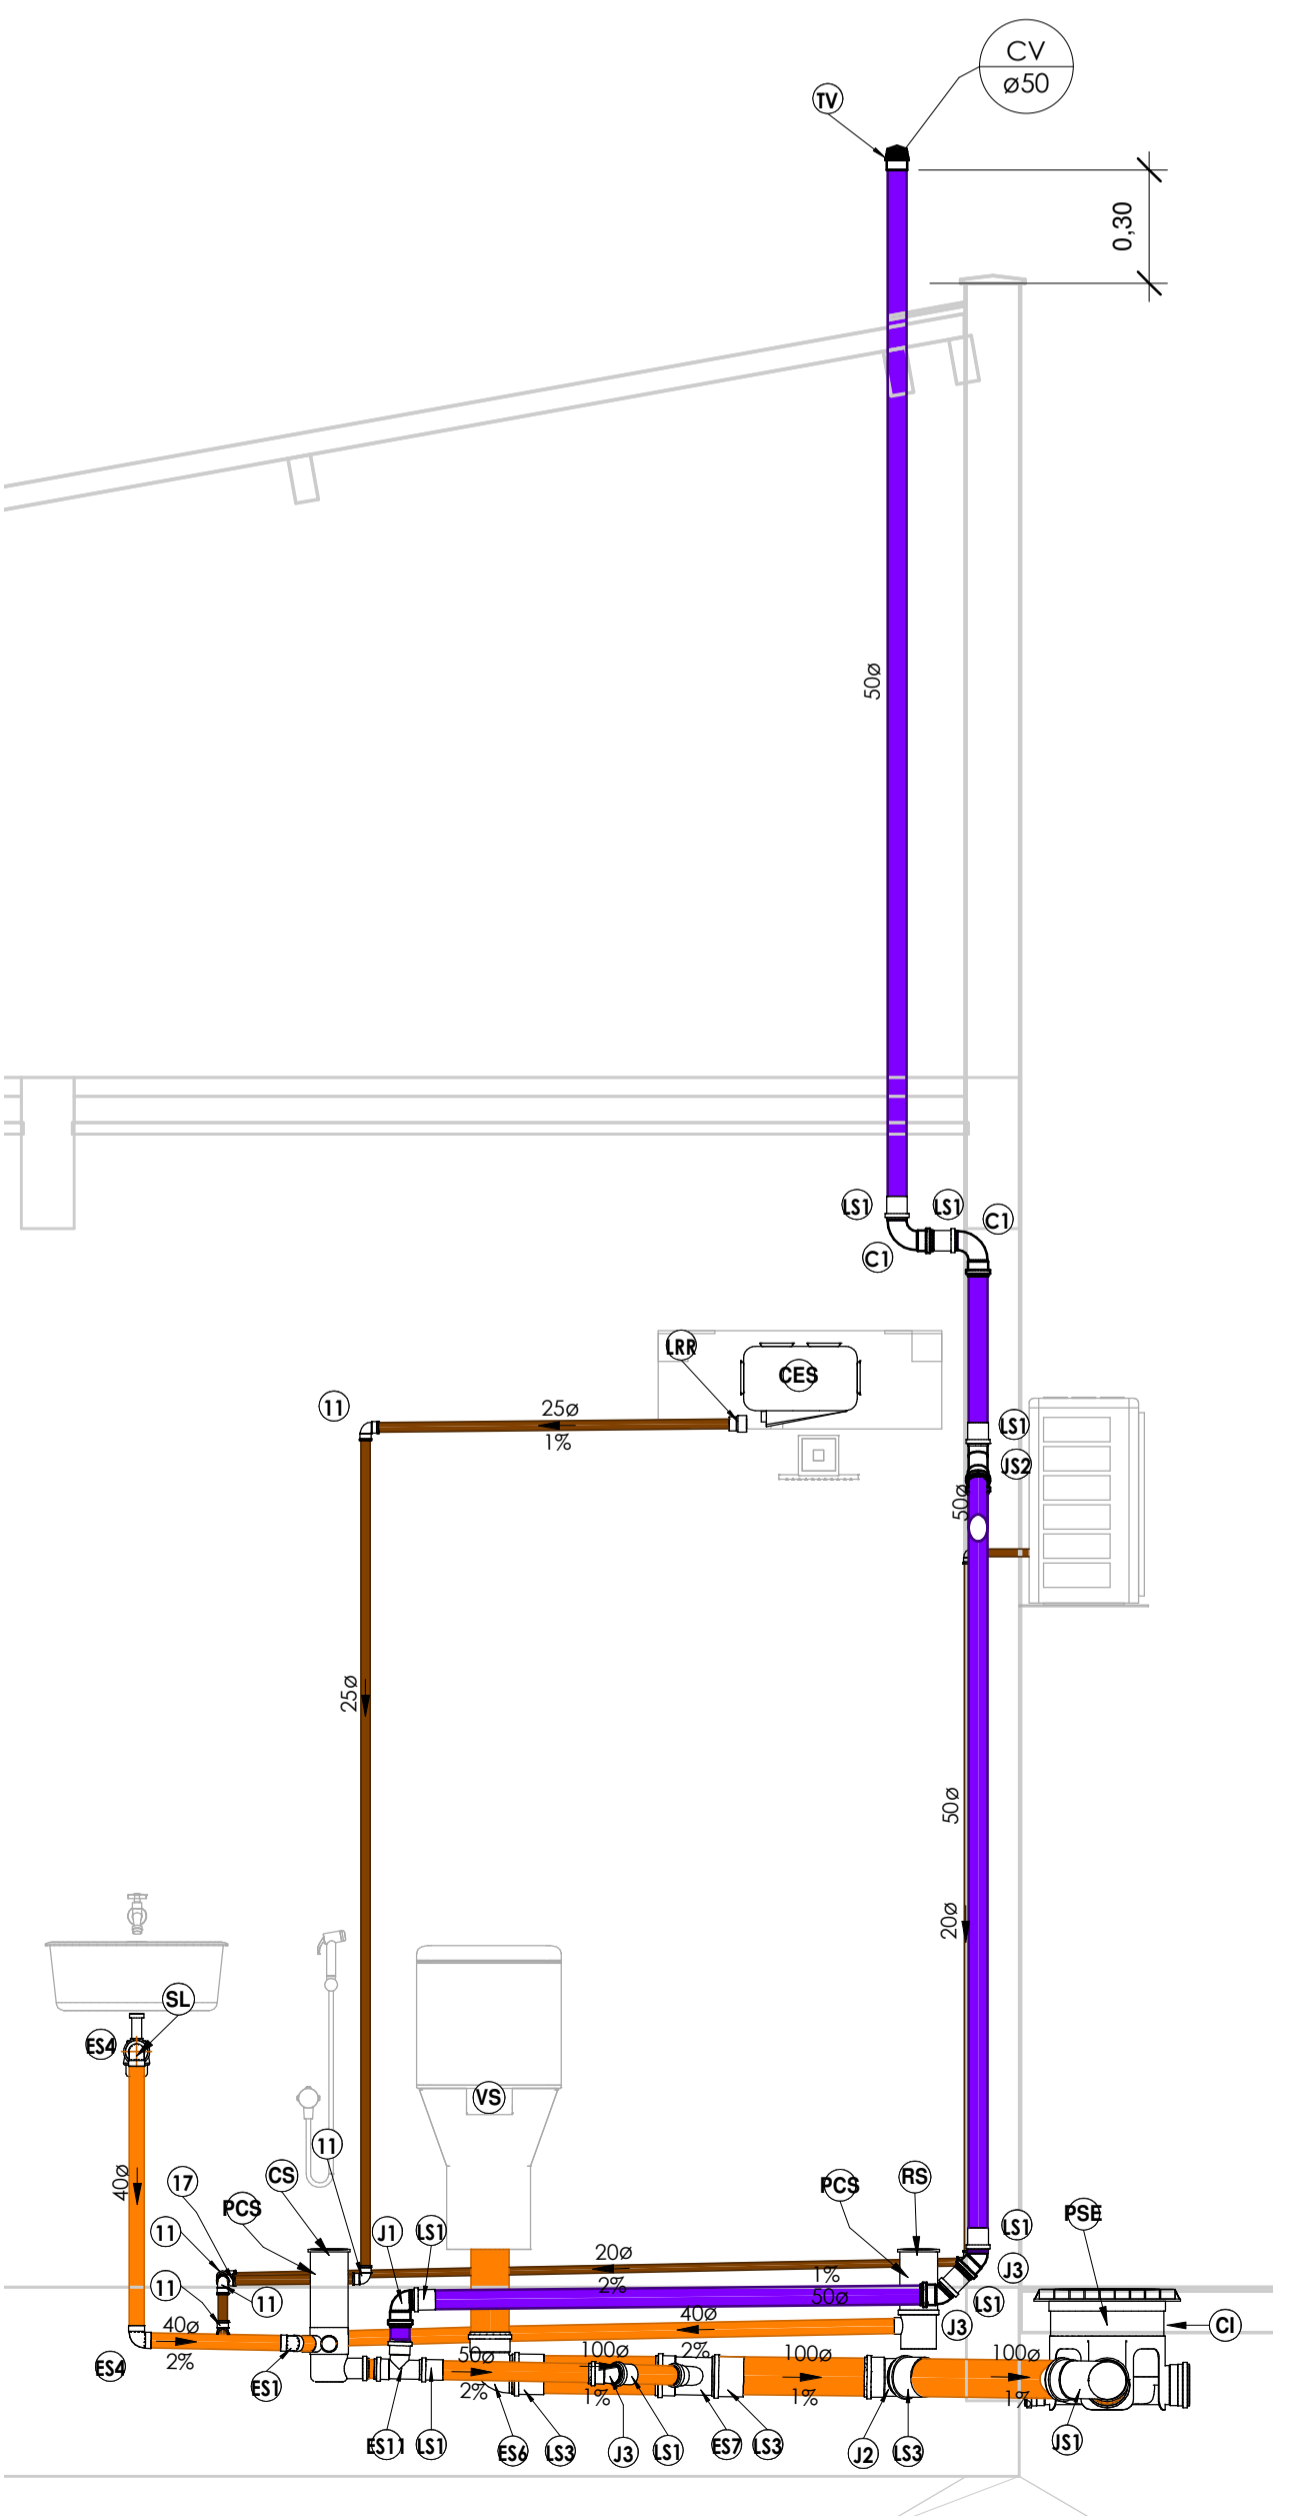 CV
ø50
TV
0,30
50ø
LS1
LS1
C1
C1
LRR
CES
11
25ø
1%
LS1
JS2
50ø
25ø
50ø
20ø
SL
ES4
VS
11
40ø
17
CS
PCS
PCS
RS
PSE
11
J1
LS1
LS1
20ø
1%
J3
2%
50ø
11
11
LS1
40ø
40ø
J3
CI
2%
ES4
ES1
50ø
2%
100ø
1%
2%
100ø
1%
100ø
1%
ES11
LS1
ES6
LS3
J3
LS1
ES7
LS3
J2
LS3
JS1